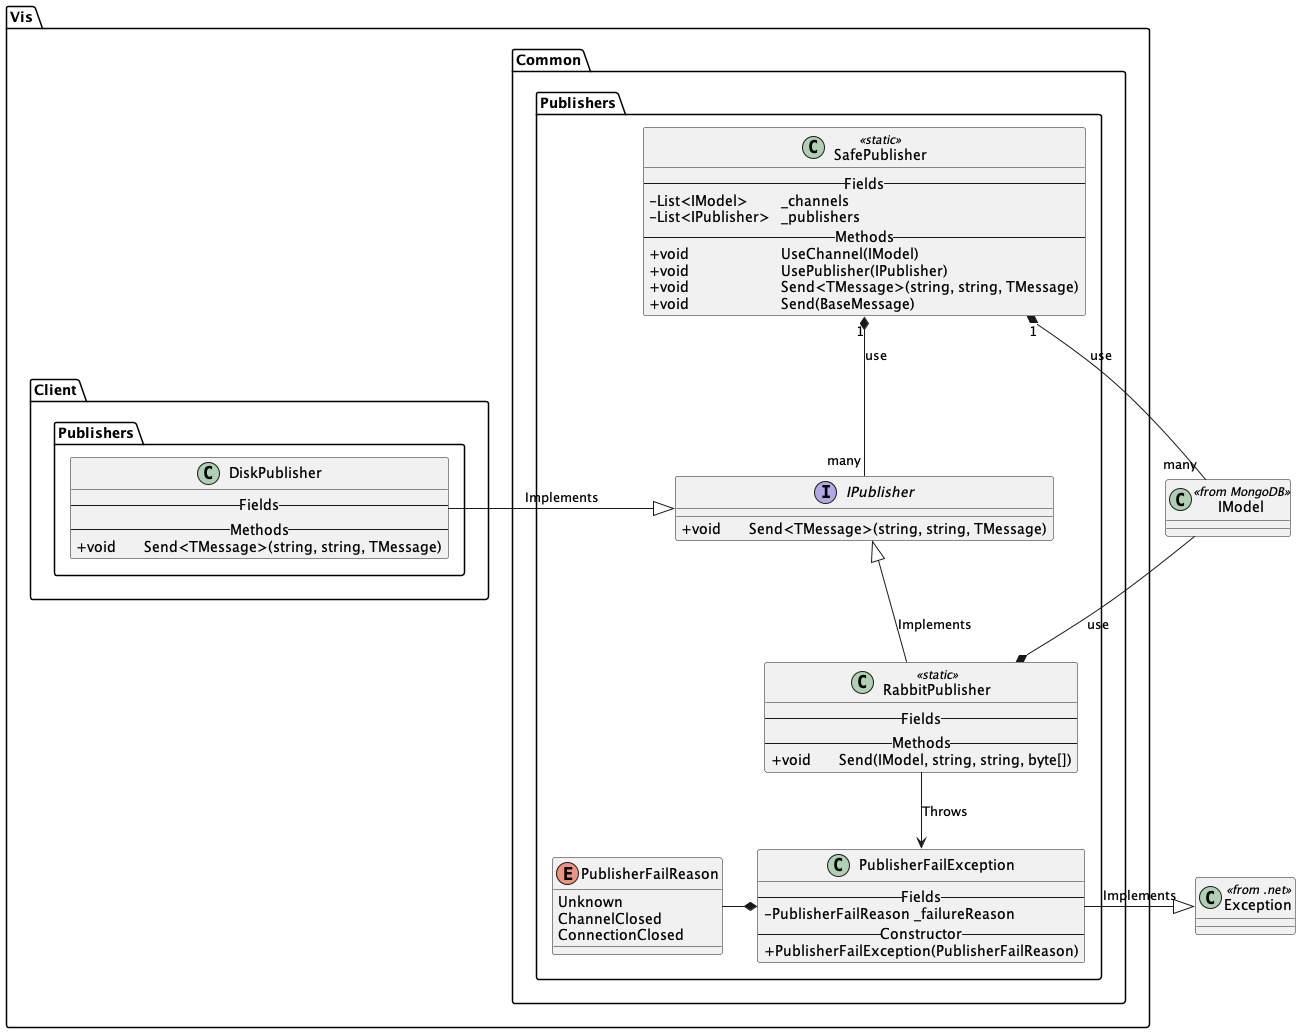 Vis
Common
Publishers
C
«static»
SafePublisher
Fields
-List<IModel> _channels
-List<IPublisher> _publishers
Methods
+void UseChannel(IModel)
+void UsePublisher(IPublisher)
+void Send<TMessage>(string, string, TMessage)
+void Send(BaseMessage)
1
1
use
use
many
many
Client
Publishers
C DiskPublisher
Fields
Methods
+void Send<TMessage>(string, string, TMessage)
Implements
I IPublisher
+void Send<TMessage>(string, string, TMessage)
C
«from MongoDB»
IModel
Implements
use
C
«static»
RabbitPublisher
Fields
Methods
+void Send(IModel, string, string, byte[])
Throws
E PublisherFailReason
Unknown
ChannelClosed
ConnectionClosed
C PublisherFailException
Fields
-PublisherFailReason _failureReason
Constructor
+PublisherFailException(PublisherFailReason)
Implements
C
«from .net»
Exception